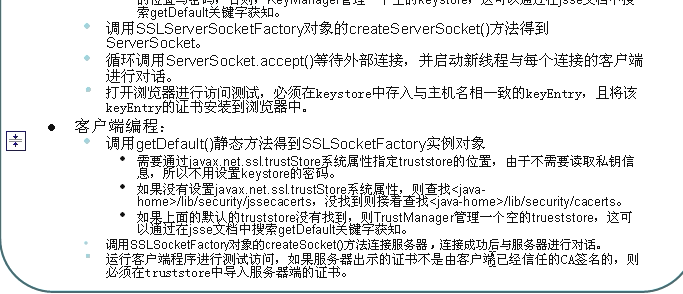 的位置与密码，否则，KeyManager管理一个空的keystore，这可以通过在jsse文档中搜
索getDefault关键字获知。
调用SSLServerSocketFactory对象的createServerSocket()方法得到
ServerSocket。
循环调用ServerSocket.accept()等待外部连接，并启动新线程与每个连接的客户端
进行对话。
打开浏览器进行访问测试，必须在keystore中存入与主机名相一致的keyEntry，且将该
keyEntry的证书安装到浏览器中。
客户端编程：
调用getDefault()静态方法得到SSLSocketFactory实例对象
需要通过javax.net.ssl.trustStore系统属性指定truststore的位置，由于不需要读取私钥信
息，所以不用设置keystore的密码。
如果没有设置javax.net.ssl.trustStore系统属性，则查找<java-
home>/lib/security/jssecacerts，没找到则接着查找<java-home>/lib/security/cacerts。
如果上面的默认的truststore没有找到，则TrustManager管理一个空的trueststore，这可
以通过在jsse文档中搜索getDefault关键字获知。
调用SSLSocketFactory对象的createSocket()方法连接服务器，连接成功后与服务器进行对话。
运行客户端程序进行测试访问，如果服务器出示的证书不是由客户端已经信任的CA签名的，则
必须在truststore中导入服务器端的证书。